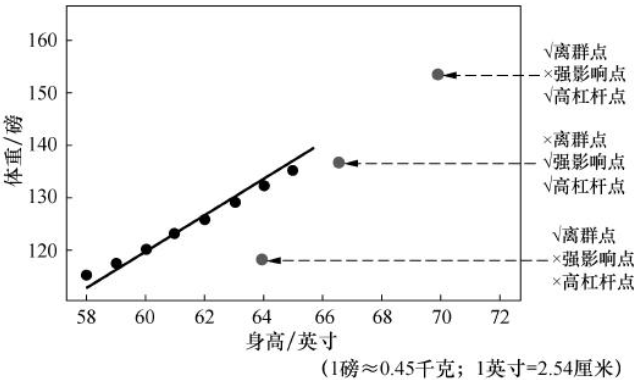 160
√离群点
×强影响点
√高杠杆点
150
体重/磅
140
×离群点
√强影响点
√高杠杆点
130
√离群点
×强影响点
×高杠杆点
120
58 60 62 64 66 68 70 72
身高/英寸
(1磅≈0.45千克；1英寸=2.54厘米)